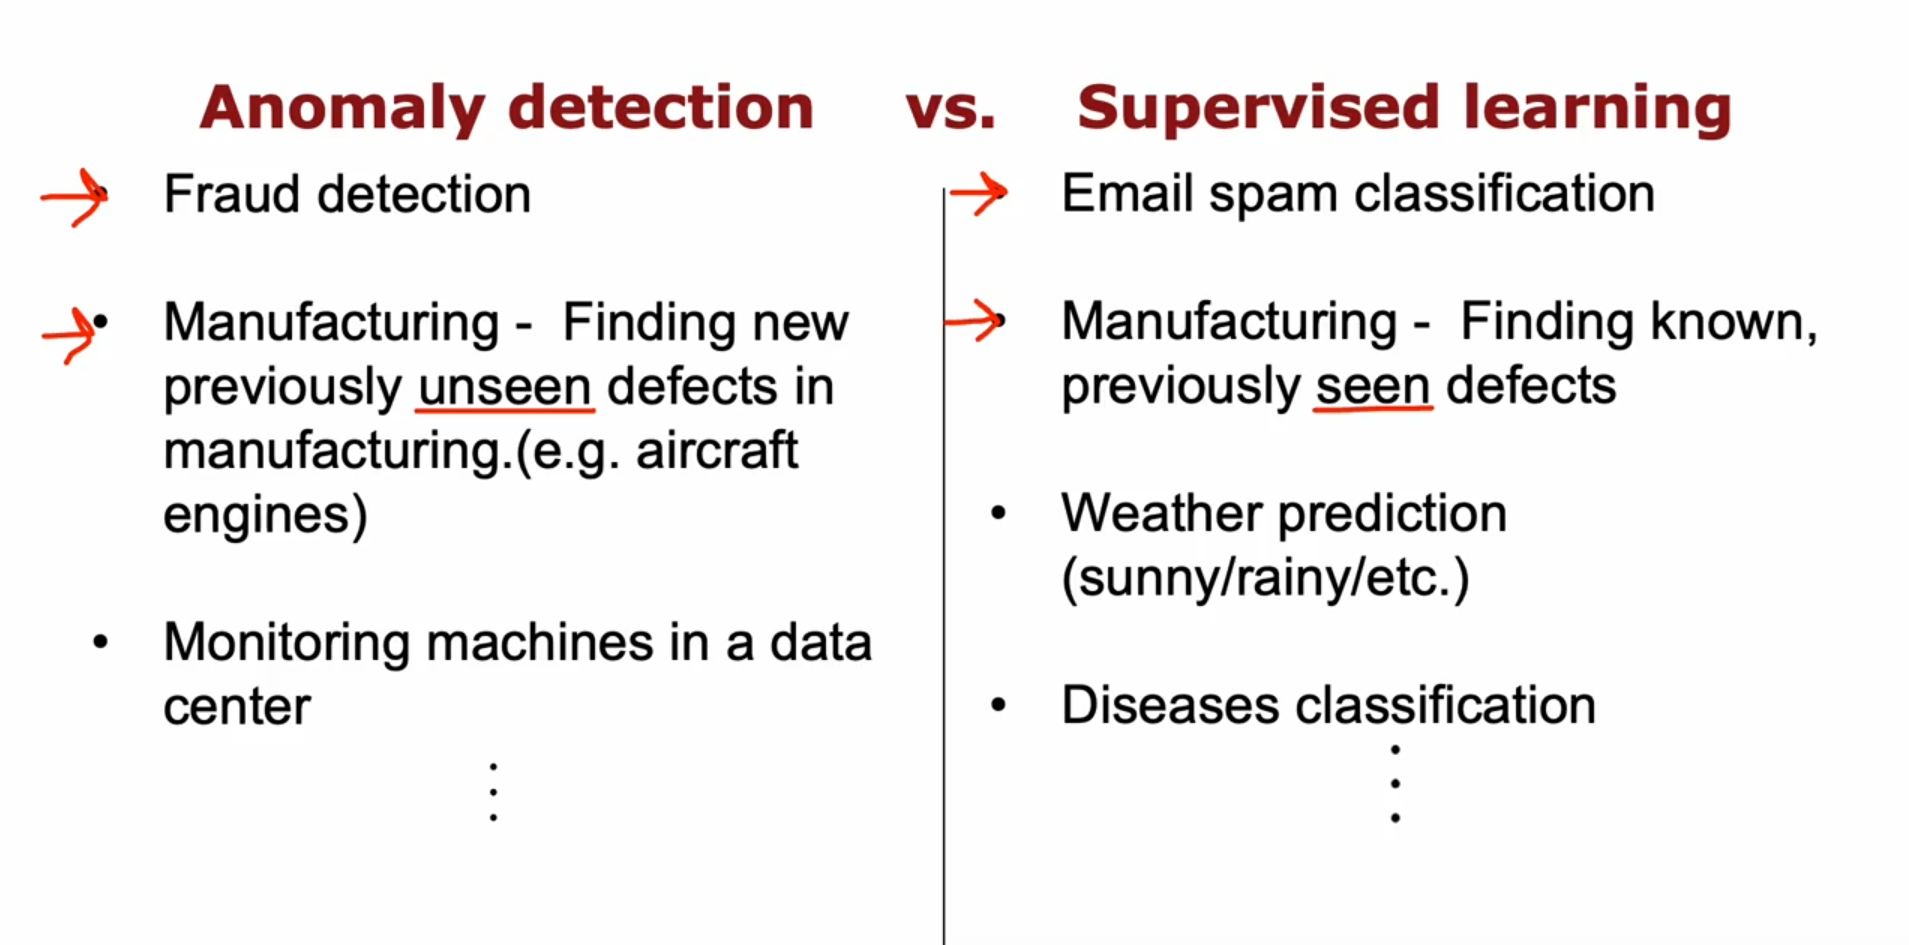 Anomaly detection vs. Supervised learning
• Fraud detection
• Manufacturing - Finding new
previously unseen defects in
manufacturing.(e.g. aircraft
engines)
• Monitoring machines in a data
center
• Email spam classification
• Manufacturing - Finding known,
previously seen defects
• Weather prediction
(sunny/rainy/etc.)
• Diseases classification